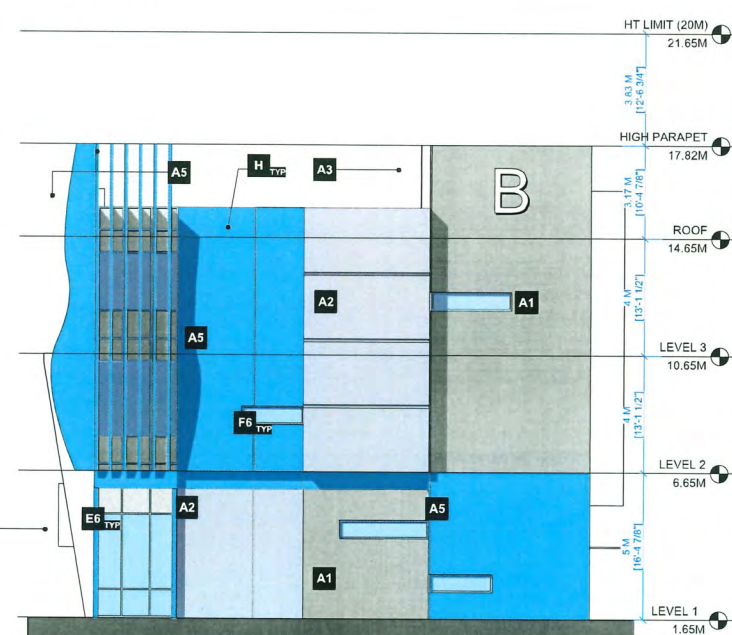 HT LIMIT (20M)
21.65M
3.83 M
[12'-6 3/4"]
HIGH PARAPET
17.82M
A5
H TYP
A3
B
3.17 M
[10'-4 7/8"]
ROOF
14.65M
A2
A1
4 M
[13'-1 1/2"]
A5
LEVEL 3
10.65M
F6 TYP
4 M
[13'-1 1/2"]
LEVEL 2
6.65M
E6 TYP
A2
A5
5 M
[16'-4 7/8"]
A1
LEVEL 1
1.65M